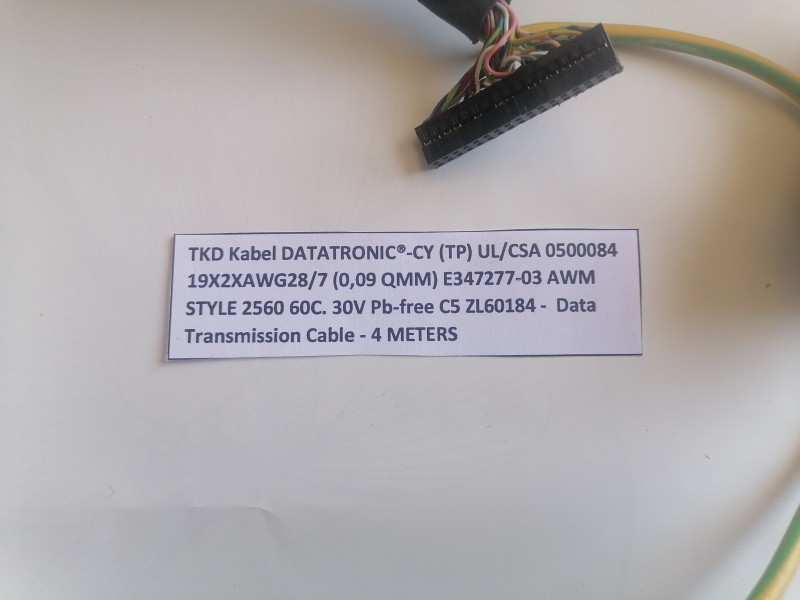 TKD Kabel DATATRONIC®-CY (TP) UL/CSA 0500084
19X2XAWG28/7 (0,09 QMM) E347277-03 AWM
STYLE 2560 60C. 30V Pb-free C5 ZL60184 - Data
Transmission Cable - 4 METERS